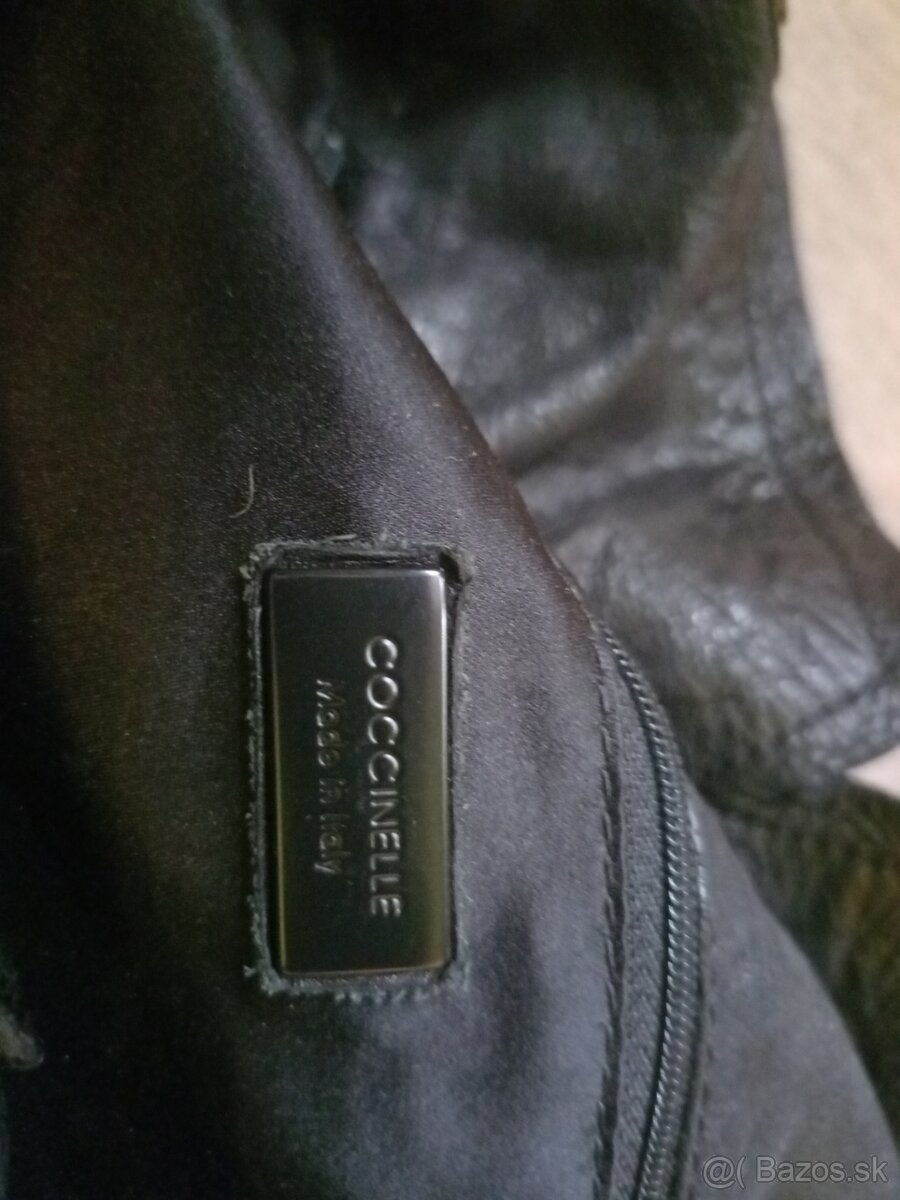 COCCINELLE
Made in Italy
@( Bazos.sk